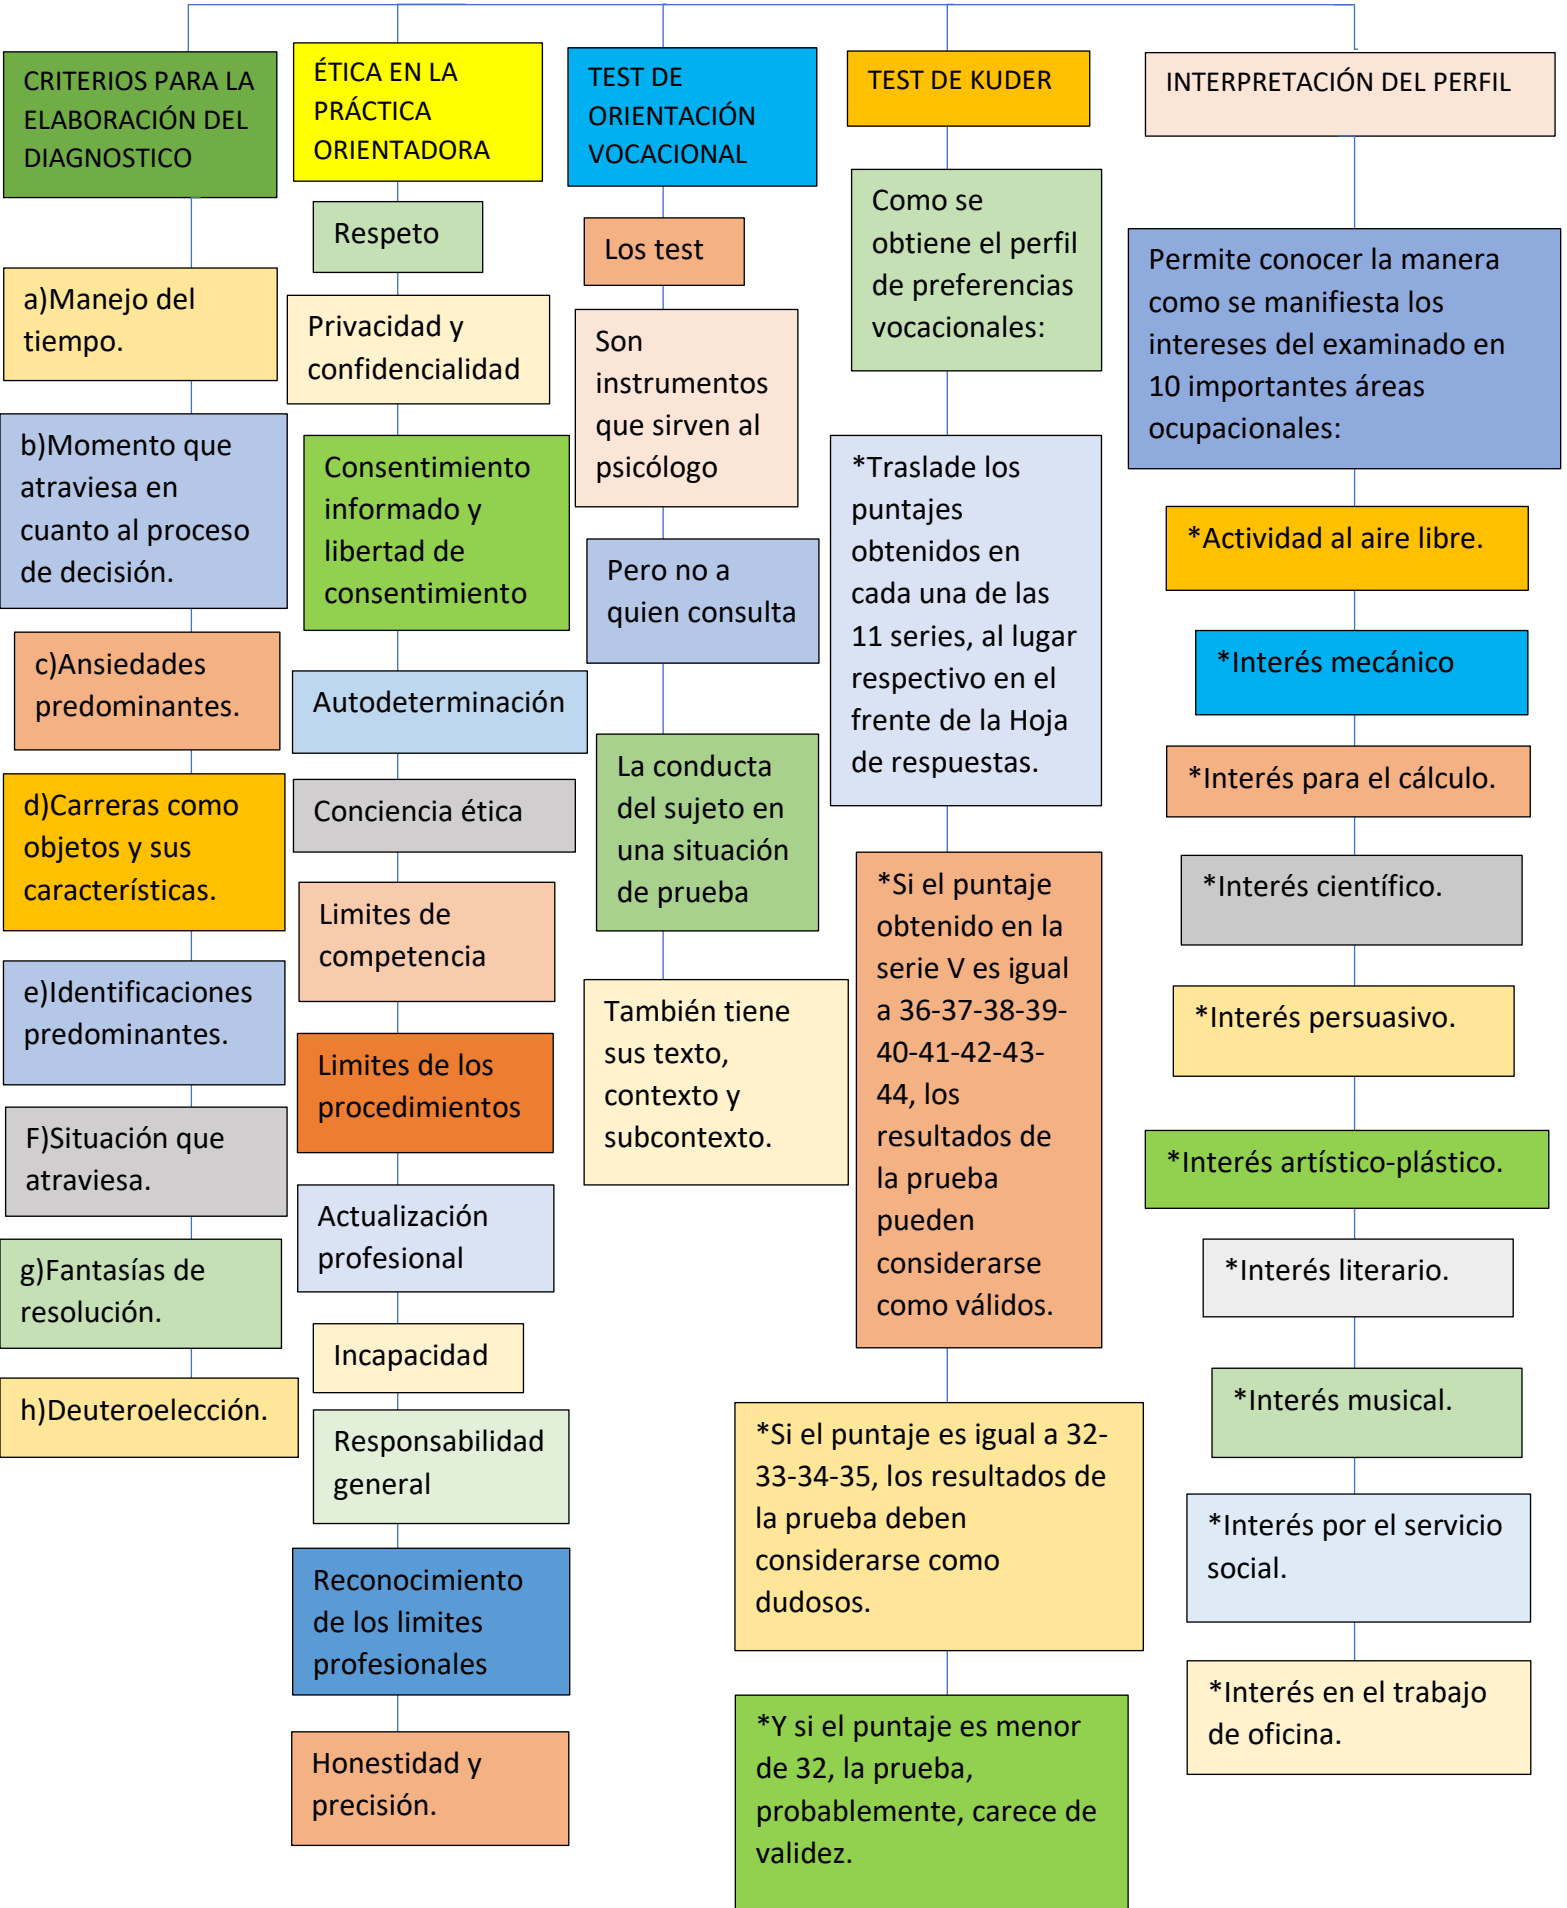 CRITERIOS PARA LA
ELABORACIÓN DEL
DIAGNOSTICO
a)Manejo del
tiempo.
b)Momento que
atraviesa en
cuanto al proceso
de decisión.
c)Ansiedades
predominantes.
d)Carreras como
objetos y sus
características.
e)Identificaciones
predominantes.
F)Situación que
atraviesa.
g)Fantasías de
resolución.
h)Deuteroelección.
ÉTICA EN LA
PRÁCTICA
ORIENTADORA
Respeto
Privacidad y
confidencialidad
Consentimiento
informado y
libertad de
consentimiento
Autodeterminación
Conciencia ética
Limites de
competencia
Limites de los
procedimientos
Actualización
profesional
Incapacidad
Responsabilidad
general
Reconocimiento
de los limites
profesionales
Honestidad y
precisión.
TEST DE
ORIENTACIÓN
VOCACIONAL
Los test
Son
instrumentos
que sirven al
psicólogo
Pero no a
quien consulta
La conducta
del sujeto en
una situación
de prueba
También tiene
sus texto,
contexto y
subcontexto.
TEST DE KUDER
Como se
obtiene el perfil
de preferencias
vocacionales:
*Traslade los
puntajes
obtenidos en
cada una de las
11 series, al lugar
respectivo en el
frente de la Hoja
de respuestas.
*Si el puntaje
obtenido en la
serie V es igual
a 36-37-38-39-
40-41-42-43-
44, los
resultados de
la prueba
pueden
considerarse
como válidos.
*Si el puntaje es igual a 32-
33-34-35, los resultados de
la prueba deben
considerarse como
dudosos.
*Y si el puntaje es menor
de 32, la prueba,
probablemente, carece de
validez.
INTERPRETACIÓN DEL PERFIL
Permite conocer la manera
como se manifiesta los
intereses del examinado en
10 importantes áreas
ocupacionales:
*Actividad al aire libre.
*Interés mecánico
*Interés para el cálculo.
*Interés científico.
*Interés persuasivo.
*Interés artístico-plástico.
*Interés literario.
*Interés musical.
*Interés por el servicio
social.
*Interés en el trabajo
de oficina.